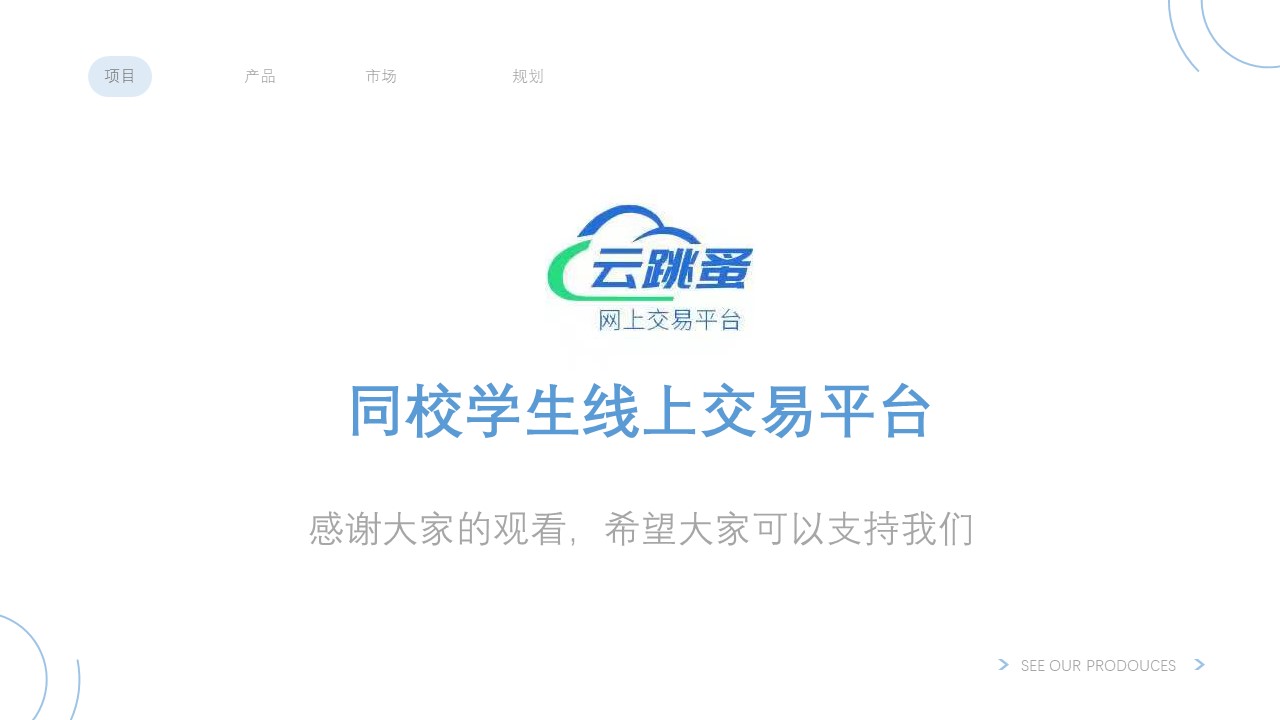 项目
产品
市场
规划
云跳蚤
网上交易平台
同校学生线上交易平台
感谢大家的观看，希望大家可以支持我们
SEE OUR PRODOUCES